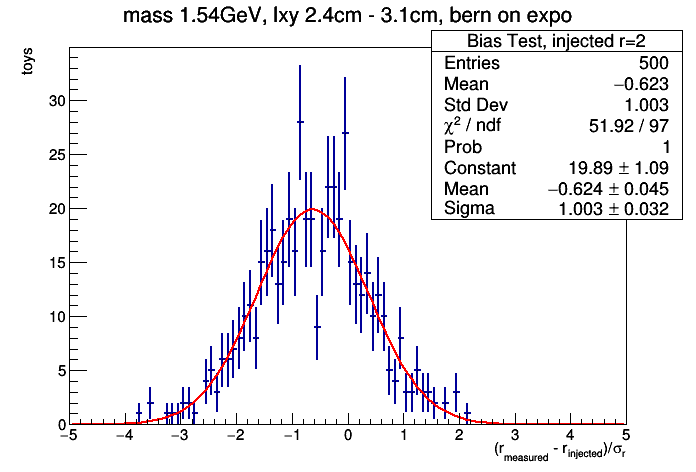 mass 1.54GeV, lxy 2.4cm - 3.1cm, bern on expo
Bias Test, injected r=2
Entries 500
Mean −0.623
Std Dev 1.003
χ² / ndf 51.92 / 97
Prob 1
Constant 19.89 ± 1.09
Mean −0.624 ± 0.045
Sigma 1.003 ± 0.032
toys
30
25
20
15
10
5
0
−5 −4 −3 −2 −1 0 1 2 3 4 5
(r_measured - r_injected)/σ_r